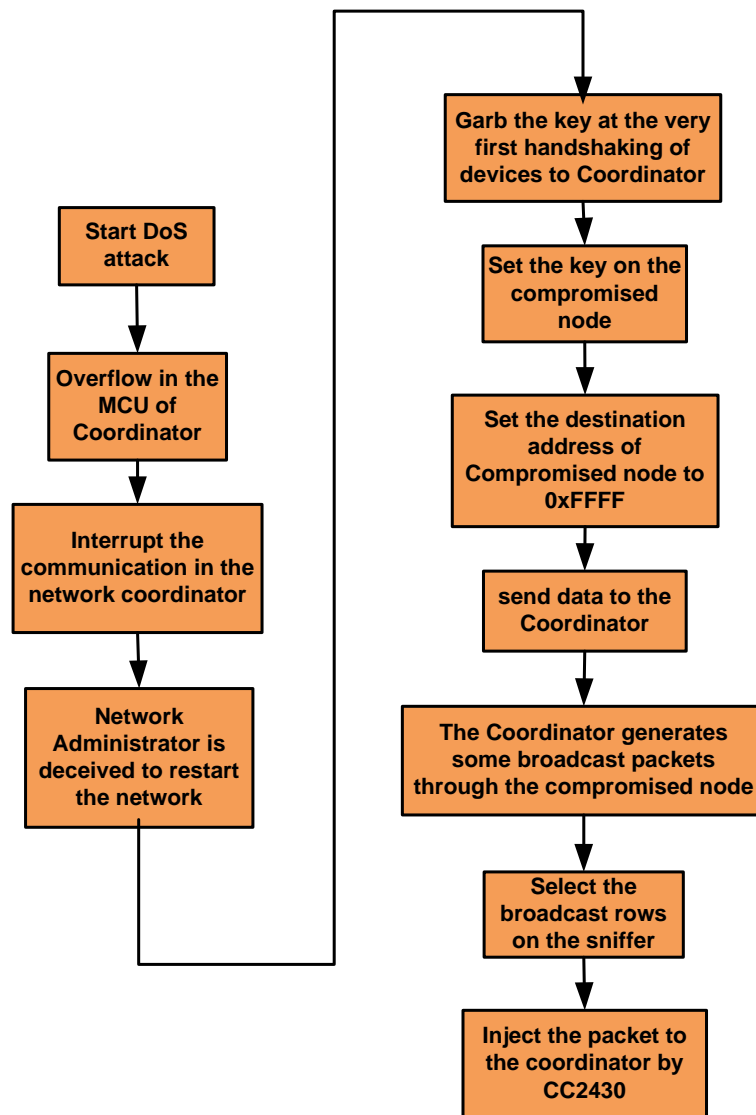 Start DoS
attack
Overflow in the
MCU of
Coordinator
Interrupt the
communication in the
network coordinator
Network
Administrator is
deceived to restart
the network
Garb the key at the very
first handshaking of
devices to Coordinator
Set the key on the
compromised
node
Set the destination
address of
Compromised node to
0xFFFF
send data to the
Coordinator
The Coordinator generates
some broadcast packets
through the compromised node
Select the
broadcast rows
on the sniffer
Inject the packet to
the coordinator by
CC2430